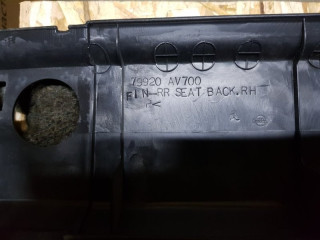 79920 AV700
FIN-RR SEAT BACK.RH